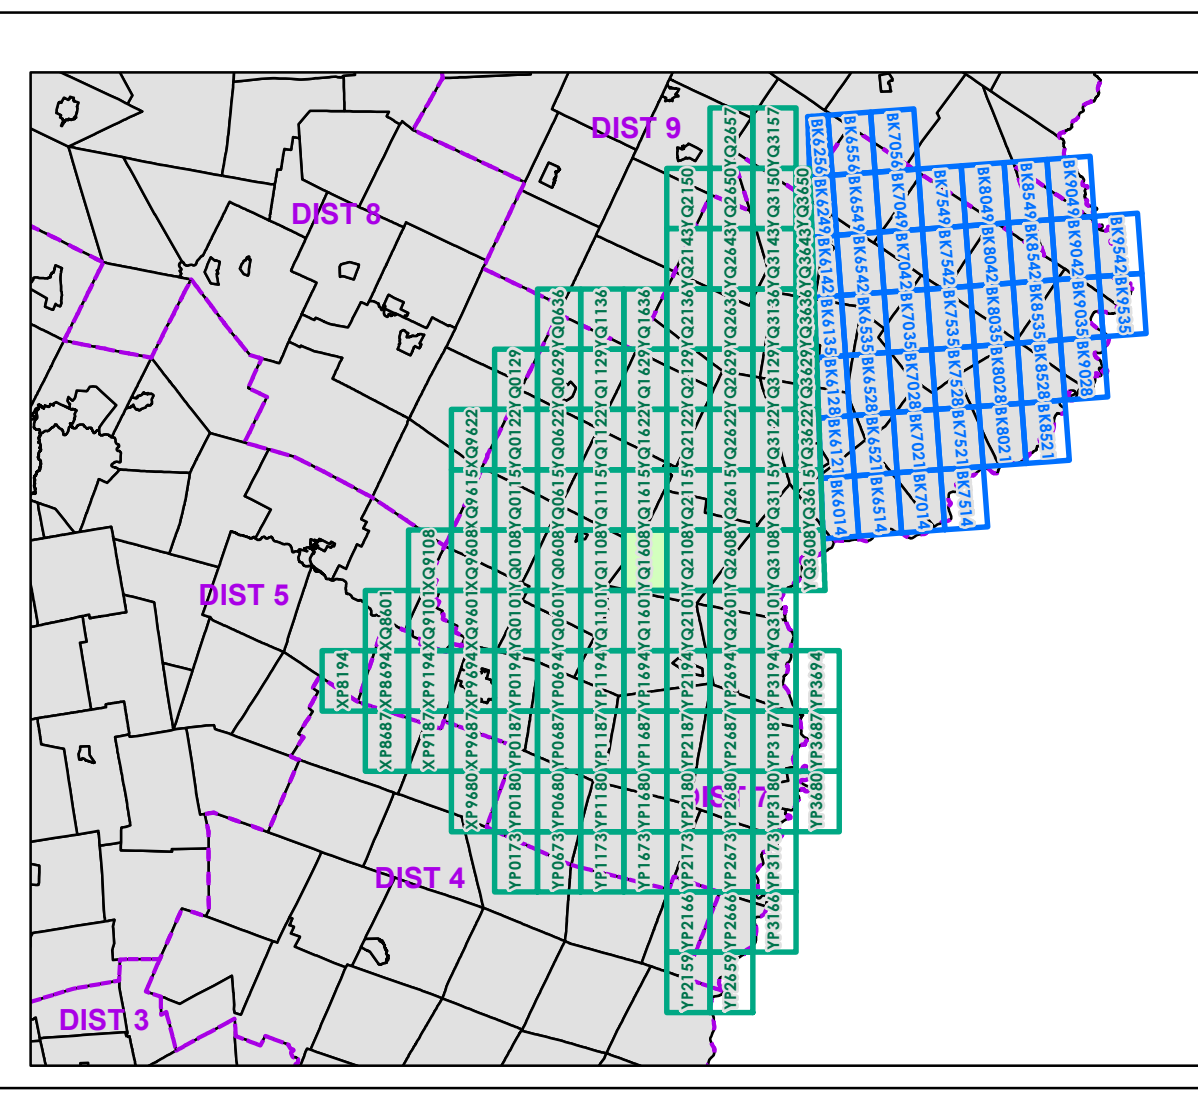 DIST 9
DIST 8
DIST 5
DIST 7
DIST 4
DIST 3
YQ2657 YQ3157
YQ2150 YQ2650 YQ3150 YQ3650
YQ2143 YQ2643 YQ3143 YQ3643
YQ0636 YQ1136 YQ1636 YQ2136 YQ2636 YQ3136 YQ3636
YQ0129 YQ0629 YQ1129 YQ1629 YQ2129 YQ2629 YQ3129 YQ3629
XQ9622 YQ0122 YQ0622 YQ1122 YQ1622 YQ2122 YQ2622 YQ3122 YQ3622
XQ9615 YQ0115 YQ0615 YQ1115 YQ1615 YQ2115 YQ2615 YQ3115 YQ3615
XQ9108 XQ9608 YQ0108 YQ0608 YQ1108 YQ2108 YQ2608 YQ3108 YQ3608
XQ8601 XQ9101 XQ9601 YQ0101 YQ0601 YQ1101 YQ1601 YQ2101 YQ2601 YQ3101
XP8194 XP8694 XP9194 XP9694 YP0194 YP0694 YP1194 YP1694 YP2194 YP2694 YP3194 YP3694
XP8687 XP9187 XP9687 YP0187 YP0687 YP1187 YP1687 YP2187 YP2687 YP3187 YP3687
XP9680 YP0180 YP0680 YP1180 YP1680 YP2180 YP2680 YP3180 YP3680
YP0173 YP0673 YP1173 YP1673 YP2173 YP2673 YP3173
YP2166 YP2666 YP3166
YP2159 YP2659
BK6256 BK6556 BK7056
BK6249 BK6549 BK7049 BK7549 BK8049 BK8549 BK9049
BK6142 BK6542 BK7042 BK7542 BK8042 BK8542 BK9042 BK9542
BK6135 BK6535 BK7035 BK7535 BK8035 BK8535 BK9035 BK9535
BK6128 BK6528 BK7028 BK7528 BK8028 BK8528 BK9028
BK6121 BK6521 BK7021 BK7521 BK8021 BK8521
BK6014 BK6514 BK7014 BK7514